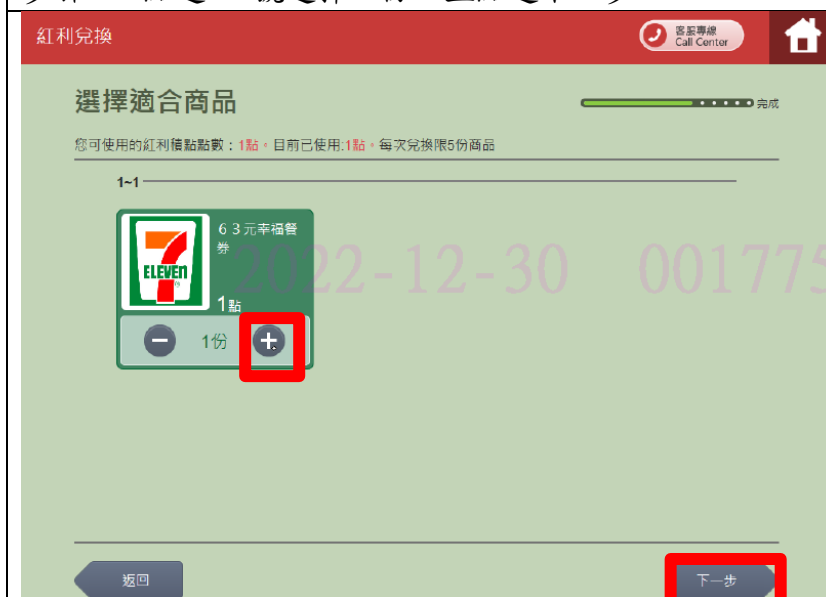 紅利兌換
客服專線
Call Center
選擇適合商品
完成
您可使用的紅利積點點數：1點。目前已使用:1點。每次兌換限5份商品
1~1
ELEVEN
６３元幸福餐
券
1點
1份
2022-12-30 001775
返回
下一步